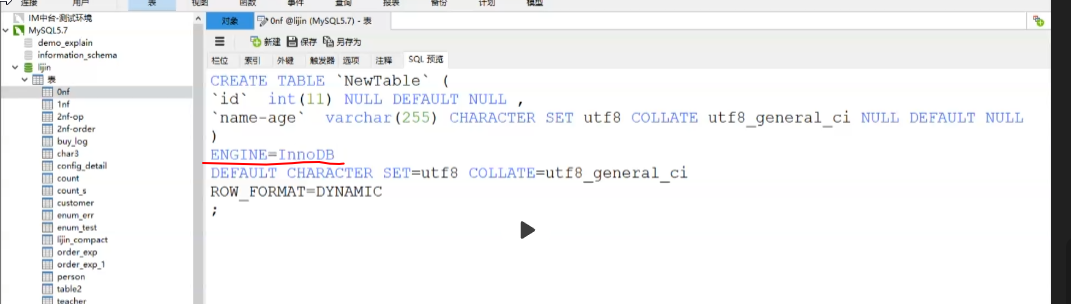 连接 用户 表 视图 函数 事件 查询 报表 备份 计划 模型
IM中台-测试环境
MySQL5.7
demo_explain
information_schema
lijin
表
0nf
1nf
2nf-op
2nf-order
buy_log
char3
config_detail
count
count_s
customer
enum_err
enum_test
lijin_compact
order_exp
order_exp_1
person
table2
teacher
对象 0nf @lijin (MySQL5.7) - 表
新建 保存 另存为
栏位 索引 外键 触发器 选项 注释 SQL 预览
CREATE TABLE `NewTable` (
`id` int(11) NULL DEFAULT NULL ,
`name-age` varchar(255) CHARACTER SET utf8 COLLATE utf8_general_ci NULL DEFAULT NULL
)
ENGINE=InnoDB
DEFAULT CHARACTER SET=utf8 COLLATE=utf8_general_ci
ROW_FORMAT=DYNAMIC
;